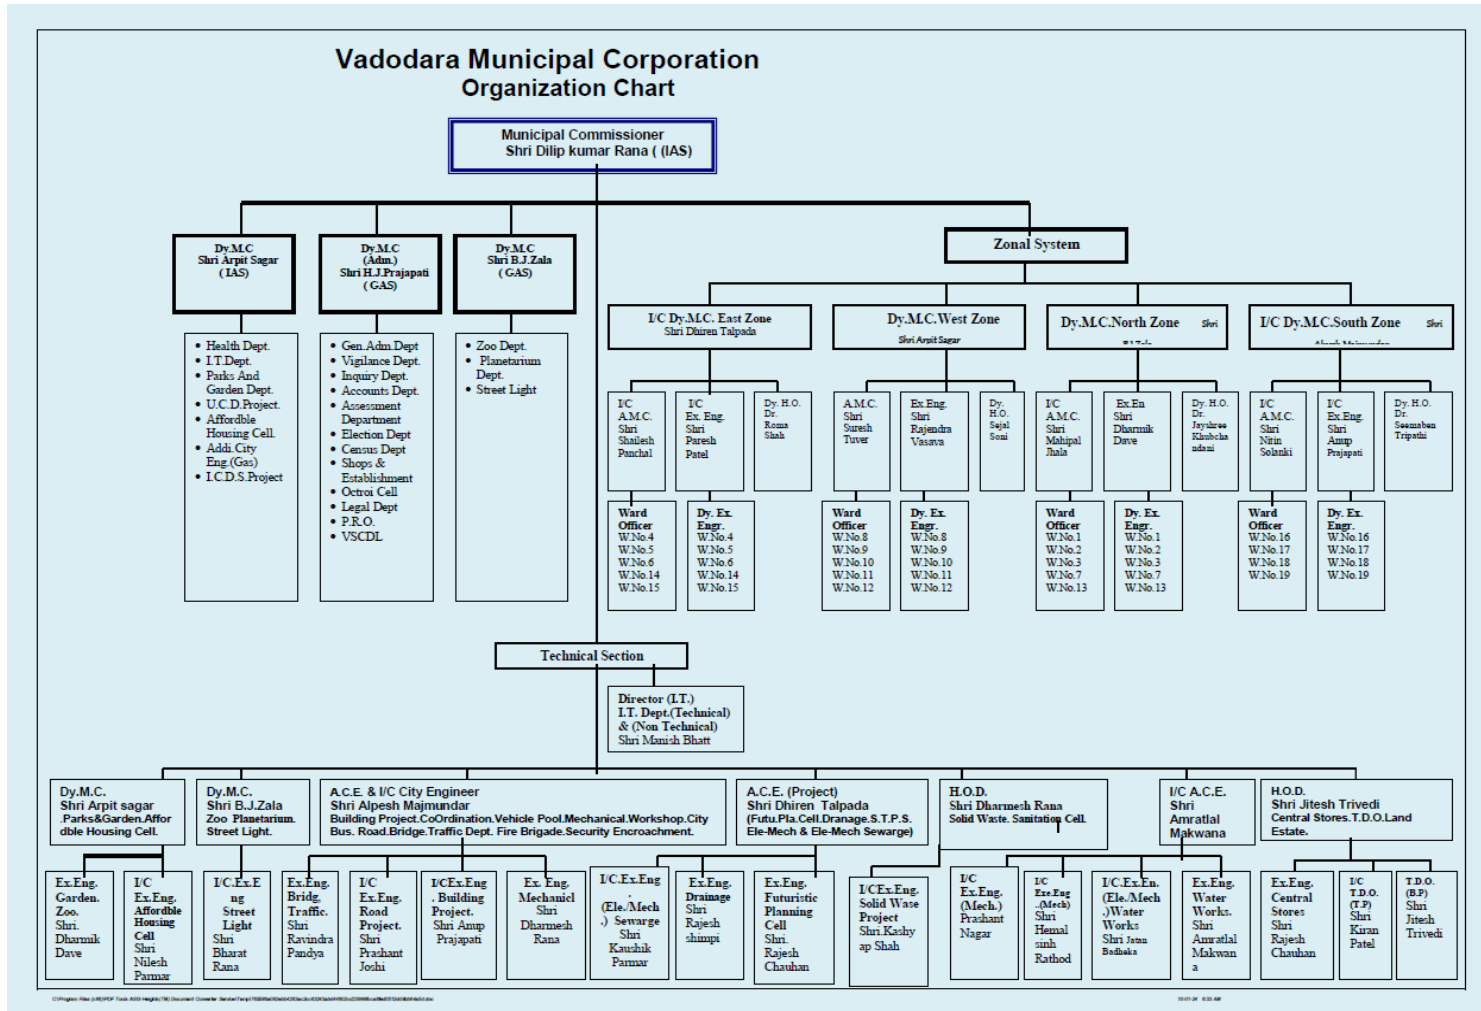 Vadodara Municipal Corporation
Organization Chart
Municipal Commissioner
Shri Dilip kumar Rana ( (IAS)
Dy.M.C
Shri Arpit Sagar
( IAS)
Dy.M.C
(Adm.)
Shri H.J.Prajapati
( GAS)
Dy.M.C
Shri B.J.Zala
( GAS)
Zonal System
• Health Dept.
• I.T.Dept.
• Parks And
Garden Dept.
• U.C.D.Project.
• Affordble
Housing Cell.
• Addi.City
Eng.(Gas)
• I.C.D.S.Project
• Gen.Adm.Dept
• Vigilance Dept.
• Inquiry Dept.
• Accounts Dept.
• Assessment
Department
• Election Dept
• Census Dept
• Shops &
Establishment
• Octroi Cell
• Legal Dept
• P.R.O.
• VSCDL
• Zoo Dept.
• Planetarium
Dept.
• Street Light
I/C Dy.M.C. East Zone
Shri Dhiren Talpada
Dy.M.C.West Zone
Shri Arpit Sagar
Dy.M.C.North Zone Shri
I/C Dy.M.C.South Zone Shri
I/C
A.M.C.
Shri
Shailesh
Panchal
I/C
Ex. Eng.
Shri
Paresh
Patel
Dy. H.O.
Dr.
Roma
Shah
A.M.C.
Shri
Suresh
Tuver
Ex.Eng.
Shri
Rajendra
Vasava
Dy.
H.O.
Sejal
Soni
I/C
A.M.C.
Shri
Mahipal
Jhala
Ex.En
Shri
Dharmik
Dave
Dy. H.O.
Dr.
Jayshree
Khubcha
ndani
I/C
A.M.C.
Shri
Nitin
Solanki
I/C
Ex.Eng.
Shri
Anup
Prajapati
Dy. H.O.
Dr.
Seemaben
Tripathi
Ward
Officer
W.No.4
W.No.5
W.No.6
W.No.14
W.No.15
Dy. Ex.
Engr.
W.No.4
W.No.5
W.No.6
W.No.14
W.No.15
Ward
Officer
W.No.8
W.No.9
W.No.10
W.No.11
W.No.12
Dy. Ex.
Engr.
W.No.8
W.No.9
W.No.10
W.No.11
W.No.12
Ward
Officer
W.No.1
W.No.2
W.No.3
W.No.7
W.No.13
Dy. Ex.
Engr.
W.No.1
W.No.2
W.No.3
W.No.7
W.No.13
Ward
Officer
W.No.16
W.No.17
W.No.18
W.No.19
Dy. Ex.
Engr.
W.No.16
W.No.17
W.No.18
W.No.19
Technical Section
Director (I.T.)
I.T. Dept.(Technical)
& (Non Technical)
Shri Manish Bhatt
Dy.M.C.
Shri Arpit sagar
.Parks&Garden.Affor
dble Housing Cell.
Dy.M.C.
Shri B.J.Zala
Zoo Planetarium.
Street Light.
A.C.E. & I/C City Engineer
Shri Alpesh Majmundar
Building Project.CoOrdination.Vehicle Pool.Mechanical.Workshop.City
Bus. Road.Bridge.Traffic Dept. Fire Brigade.Security Encroachment.
A.C.E. (Project)
Shri Dhiren Talpada
(Futu.Pla.Cell.Dranage.S.T.P.S.
Ele-Mech & Ele-Mech Sewarge)
H.O.D.
Shri Dharmesh Rana
Solid Waste. Sanitation Cell.
I/C A.C.E.
Shri
Amratlal
Makwana
H.O.D.
Shri Jitesh Trivedi
Central Stores.T.D.O.Land
Estate.
Ex.Eng.
Garden.
Zoo.
Shri.
Dharmik
Dave
I/C
Ex.Eng.
Affordble
Housing
Cell
Shri
Nilesh
Parmar
I/C.Ex.E
ng
Street
Light
Shri
Bharat
Rana
Ex.Eng.
Bridg,
Traffic.
Shri
Ravindra
Pandya
I/C
Ex.Eng.
Road
Project.
Shri
Prashant
Joshi
I/CEx.Eng
. Building
Project.
Shri Anup
Prajapati
Ex. Eng.
Mechanicl
Shri
Dharmesh
Rana
I/C.Ex.Eng
(Ele./Mech
.) Sewarge
Shri
Kaushik
Parmar
Ex.Eng.
Drainage
Shri
Rajesh
shimpi
Ex.Eng.
Futuristic
Planning
Cell
Shri.
Rajesh
Chauhan
I/CEx.Eng.
Solid Wase
Project
Shri.Kashy
ap Shah
I/C
Ex.Eng.
(Mech.)
Prashant
Nagar
I/C
Exe.Eng
..(Mech)
Shri
Hemal
sinh
Rathod
I/C.Ex.En.
(Ele./Mech
.)Water
Works
Shri Jatan
Badheka
Ex.Eng.
Water
Works.
Shri
Amratlal
Makwan
a
Ex.Eng.
Central
Stores
Shri
Rajesh
Chauhan
I/C
T.D.O.
(T.P)
Shri
Kiran
Patel
T.D.O.
(B.P)
Shri
Jitesh
Trivedi